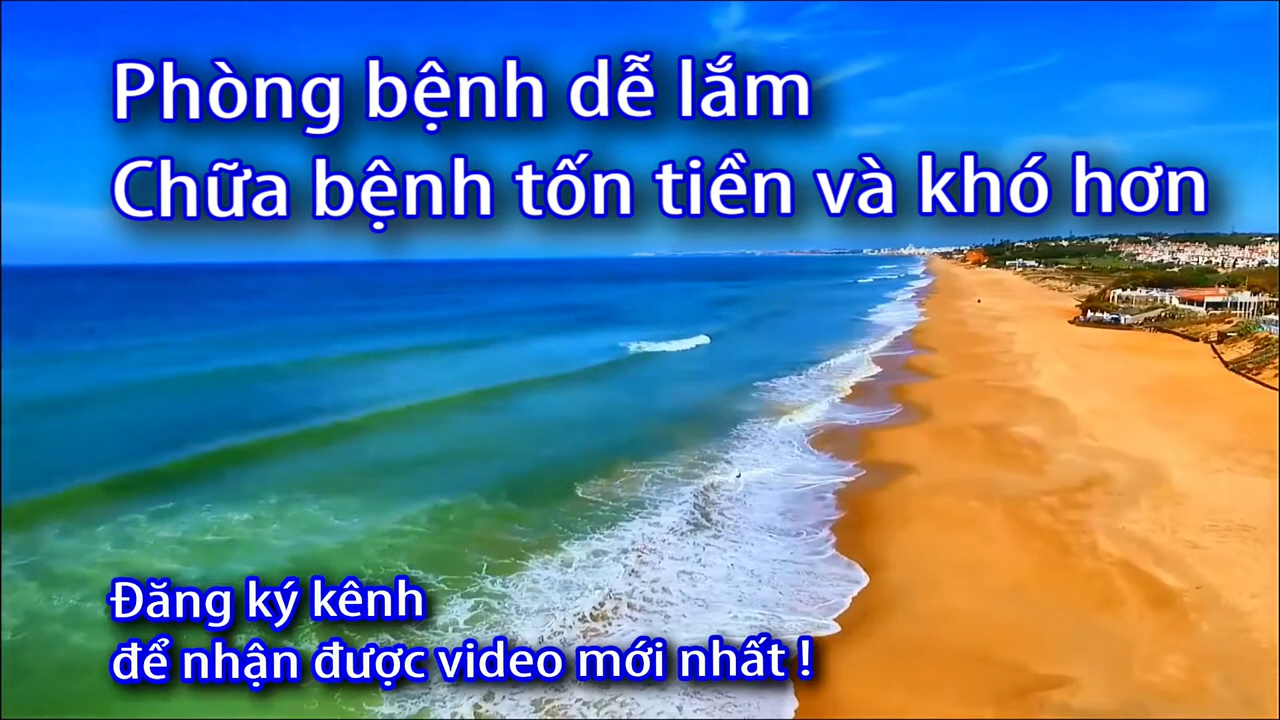 Phòng bệnh dễ lắm
Chữa bệnh tốn tiền và khó hơn
Đăng ký kênh
để nhận được video mới nhất !